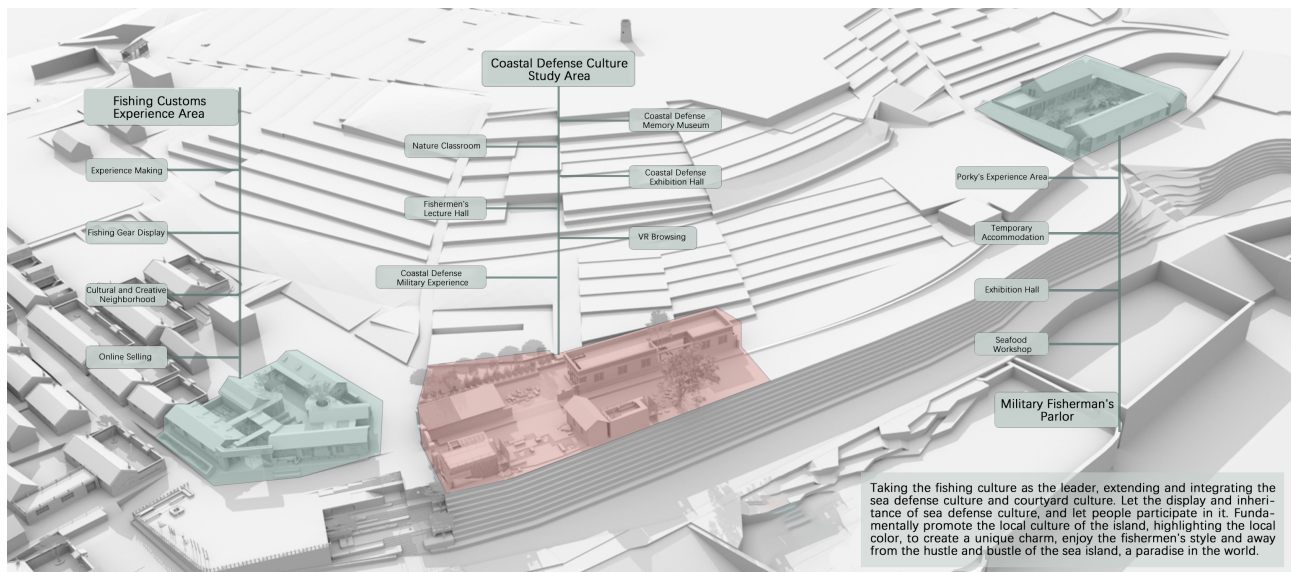 Fishing Customs
Experience Area
Experience Making
Fishing Gear Display
Cultural and Creative
Neighborhood
Online Selling
Coastal Defense Culture
Study Area
Coastal Defense
Memory Museum
Nature Classroom
Coastal Defense
Exhibition Hall
Fishermen's
Lecture Hall
VR Browsing
Coastal Defense
Military Experience
Porky's Experience Area
Temporary
Accommodation
Exhibition Hall
Seafood
Workshop
Military Fisherman's
Parlor
Taking the fishing culture as the leader, extending and integrating the
sea defense culture and courtyard culture. Let the display and inheri-
tance of sea defense culture, and let people participate in it. Funda-
mentally promote the local culture of the island, highlighting the local
color, to create a unique charm, enjoy the fishermen's style and away
from the hustle and bustle of the sea island, a paradise in the world.